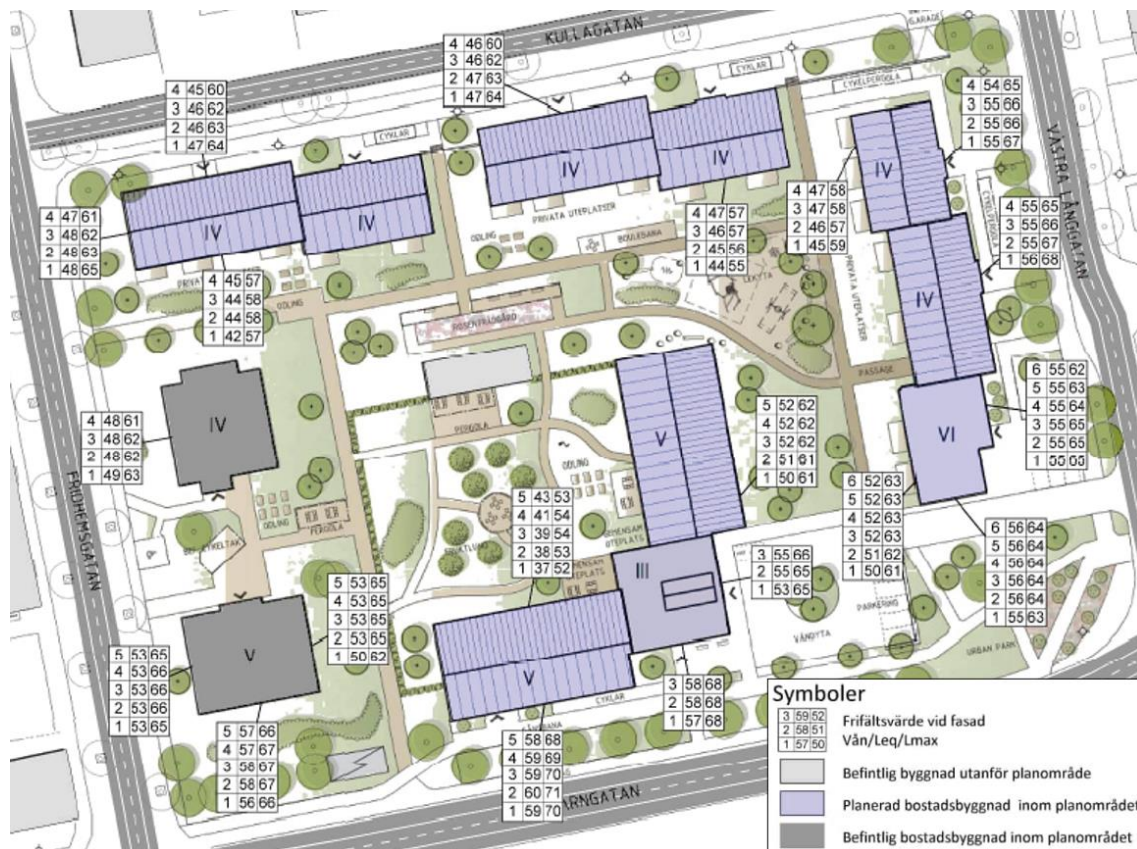 KULLAGATAN
GARAGE
4 46 60
3 46 62
2 47 63
1 47 64
CYKLAR
CYKELPERGOLA
4 45 60
3 46 62
2 46 63
1 47 64
CYKLAR
4 54 65
3 55 66
2 55 66
1 55 67
VÄSTRA LÅNGGATAN
IV
IV
IV
IV
IV
4 47 61
3 48 62
2 48 63
1 48 65
PRIVATA UTEPLATSER
ODLING
BOULEBANA
4 47 57
3 46 57
2 45 56
1 44 55
4 47 58
3 47 58
2 46 57
1 45 59
CYKELPERGOLA
4 55 65
3 55 66
2 55 67
1 56 68
4 45 57
3 44 58
2 44 58
1 42 57
ODLING
LEKYTA
PRIVATA UTEPLATSER
IV
PASSAGE
6 55 62
5 55 63
4 55 64
3 55 65
2 55 65
4 48 61
3 48 62
2 48 62
1 49 63
IV
PERGOLA
V
ODLING
5 52 62
4 52 62
3 52 62
2 51 61
1 50 61
VI
FRIDHEMSGATAN
ODLING
PERGOLA
5 43 53
4 41 54
3 39 54
2 38 53
1 37 52
6 52 63
5 52 63
4 52 63
3 52 63
2 51 62
1 50 61
6 56 64
5 56 64
4 56 64
3 56 64
2 56 64
1 55 63
III
3 55 66
2 55 65
1 53 65
PARKERING
VÄNDYTA
URBAN PARK
5 53 65
4 53 65
3 53 65
2 53 65
1 50 62
5 53 65
4 53 66
3 53 66
2 53 66
1 53 65
V
V
CYKLAR
3 58 68
2 58 68
1 57 68
5 57 66
4 57 67
3 58 67
2 58 67
1 56 66
5 58 68
4 59 69
3 59 70
2 60 71
1 59 70
Symboler
3 59 52
2 58 51
1 57 50
Frifältsvärde vid fasad
Vån/Leq/Lmax
Befintlig byggnad utanför planområde
Planerad bostadsbyggnad inom planområdet
Befintlig bostadsbyggnad inom planområdet